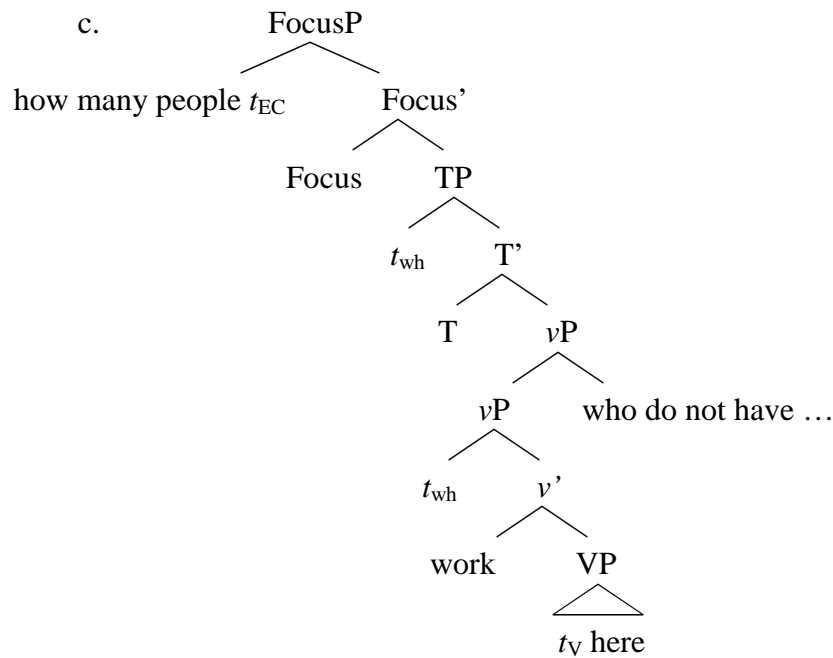 c. FocusP
how many people tEC Focus’
Focus TP
twh T’
T vP
vP who do not have …
twh v’
work VP
tV here